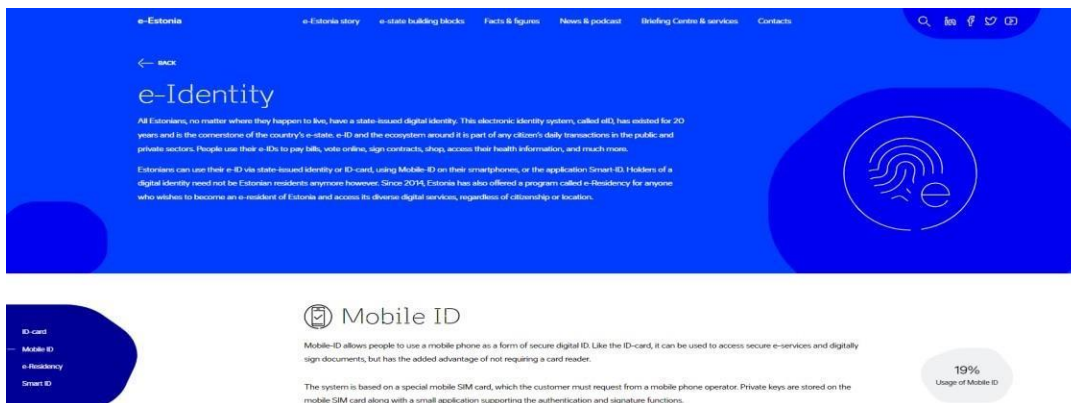 e-Estonia
e-Estonia story
e-state building blocks
Facts & figures
News & podcast
Briefing Centre & services
Contacts
BACK
e-Identity
All Estonians, no matter where they happen to live, have a state-issued digital identity. This electronic identity system, called eID, has existed for 20
years and is the cornerstone of the country's e-state. e-ID and the ecosystem around it is part of any citizen's daily transactions in the public and
private sectors. People use their e-IDs to pay bills, vote online, sign contracts, shop, access their health information, and much more.
Estonians can use their e-ID via state-issued identity or ID-card, using Mobile-ID on their smartphones, or the application Smart-ID. Holders of a
digital identity need not be Estonian residents anymore however. Since 2014, Estonia has also offered a program called e-Residency for anyone
who wishes to become an e-resident of Estonia and access its diverse digital services, regardless of citizenship or location.
e
ID-card
Mobile ID
e-Residency
Smart ID
Mobile ID
Mobile-ID allows people to use a mobile phone as a form of secure digital ID. Like the ID-card, it can be used to access secure e-services and digitally
sign documents, but has the added advantage of not requiring a card reader.
The system is based on a special mobile SIM card, which the customer must request from a mobile phone operator. Private keys are stored on the
mobile SIM card along with a small application supporting the authentication and signature functions.
19%
Usage of Mobile ID